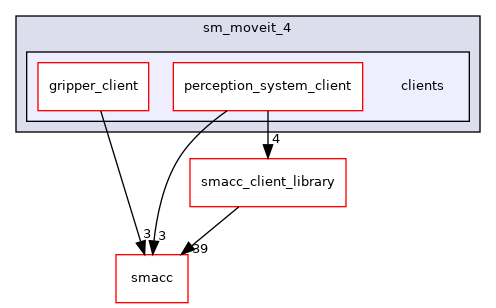 sm_moveit_4
gripper_client
perception_system_client
clients
4
smacc_client_library
3
3
39
smacc